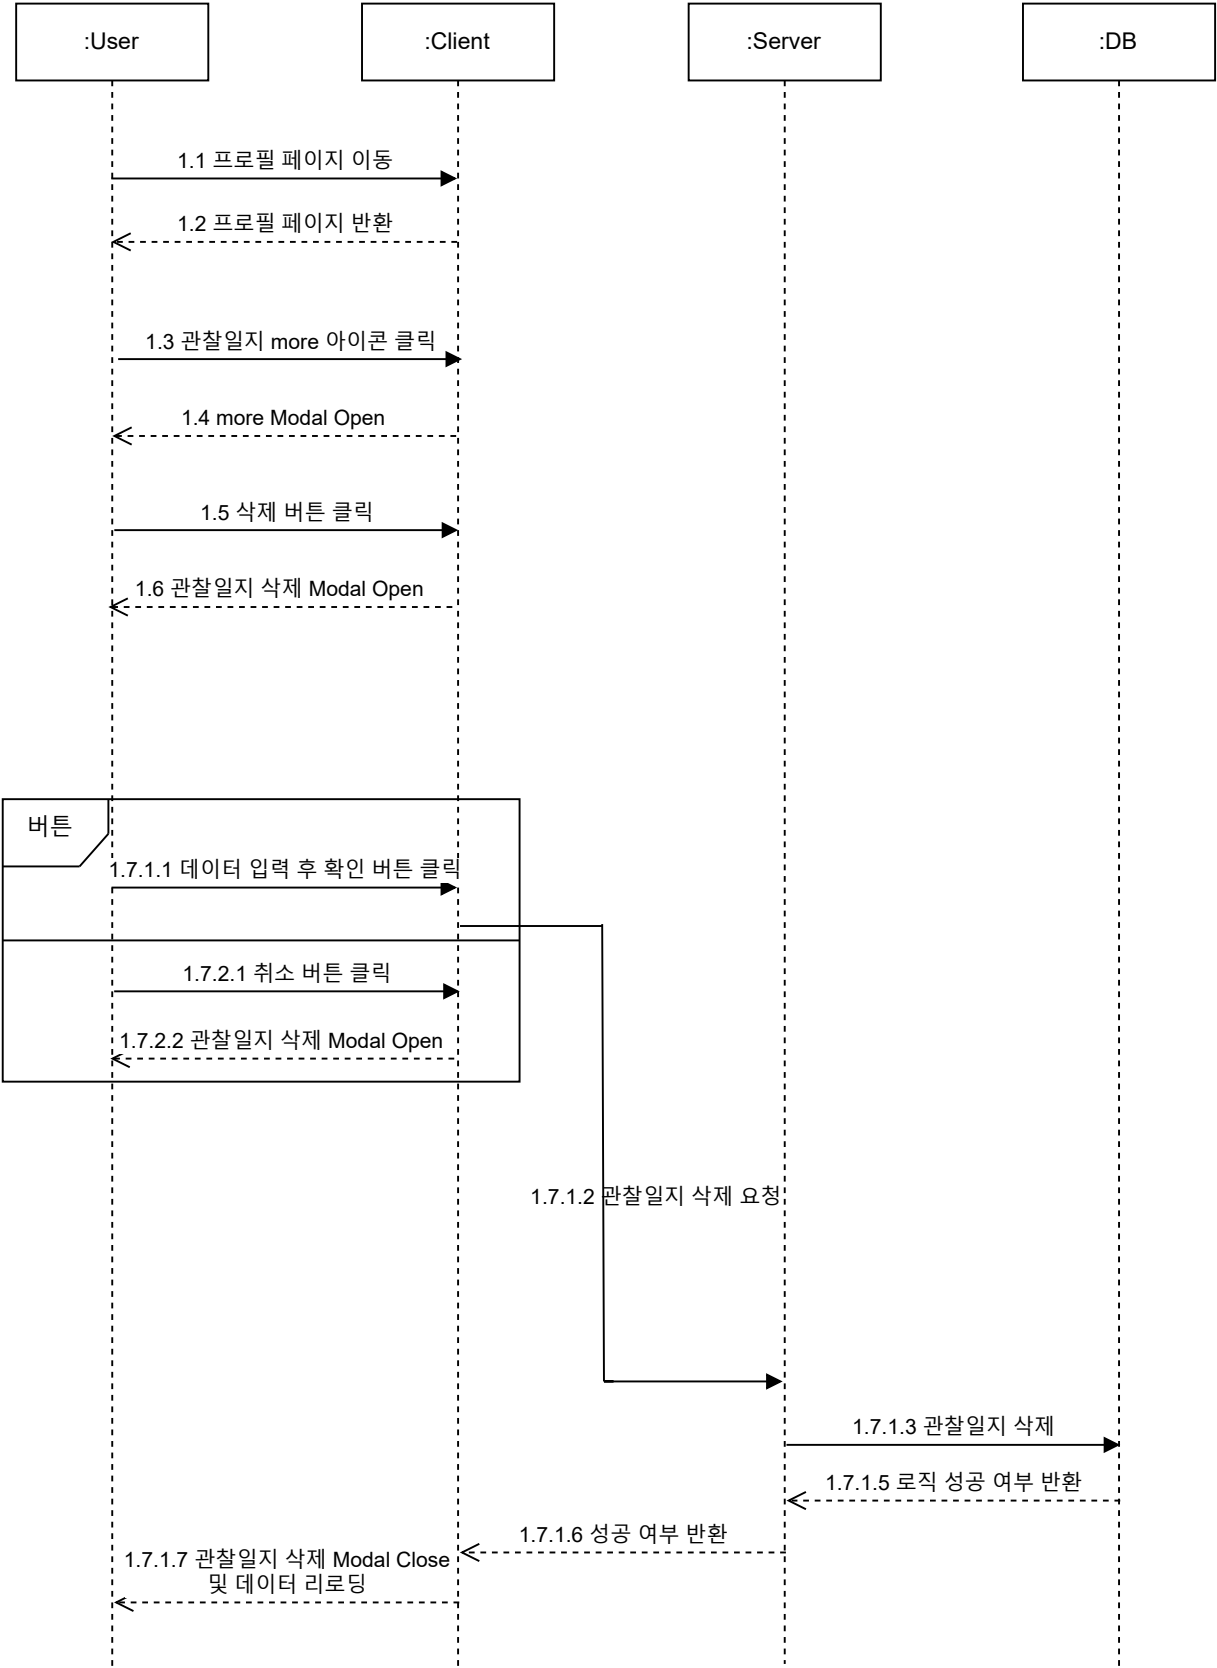 :User
:Client
:Server
:DB
1.1 프로필 페이지 이동
1.2 프로필 페이지 반환
1.3 관찰일지 more 아이콘 클릭
1.4 more Modal Open
1.5 삭제 버튼 클릭
1.6 관찰일지 삭제 Modal Open
버튼
1.7.1.1 데이터 입력 후 확인 버튼 클릭
1.7.2.1 취소 버튼 클릭
1.7.2.2 관찰일지 삭제 Modal Open
1.7.1.2 관찰일지 삭제 요청
1.7.1.3 관찰일지 삭제
1.7.1.5 로직 성공 여부 반환
1.7.1.6 성공 여부 반환
1.7.1.7 관찰일지 삭제 Modal Close
및 데이터 리로딩